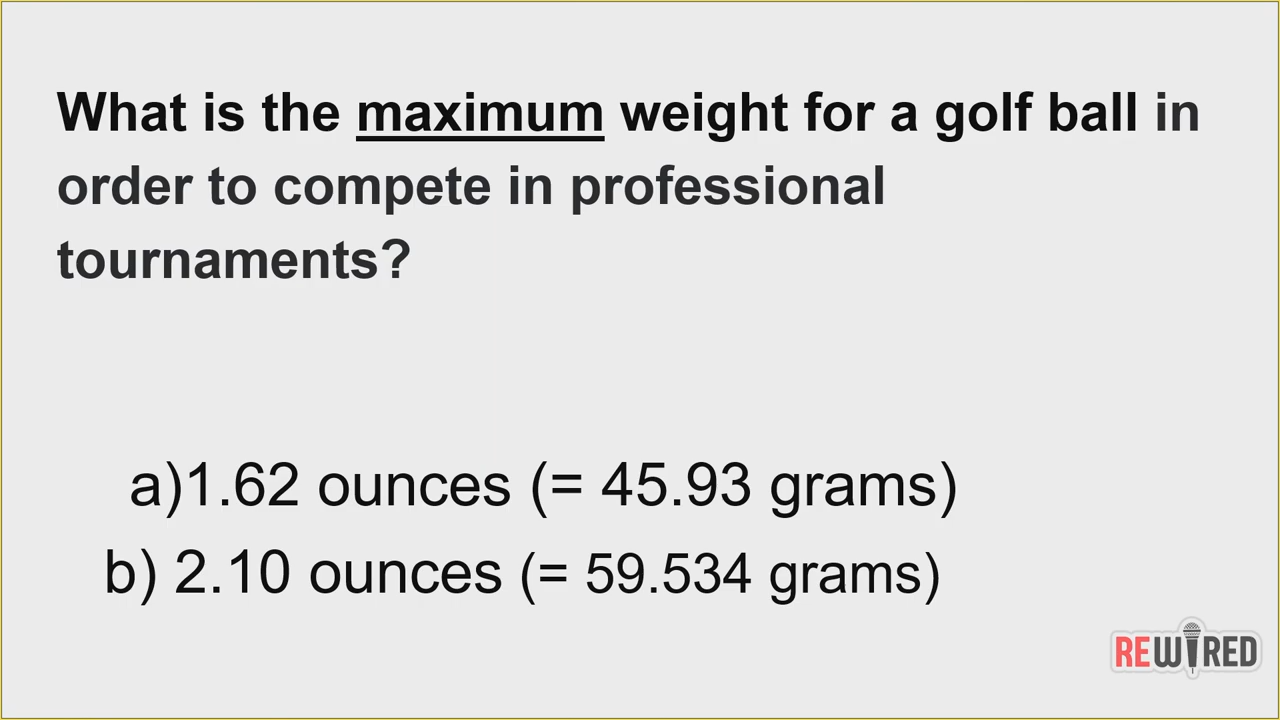 What is the maximum weight for a golf ball in
order to compete in professional
tournaments?
a)1.62 ounces (= 45.93 grams)
b) 2.10 ounces (= 59.534 grams)
REWIRED